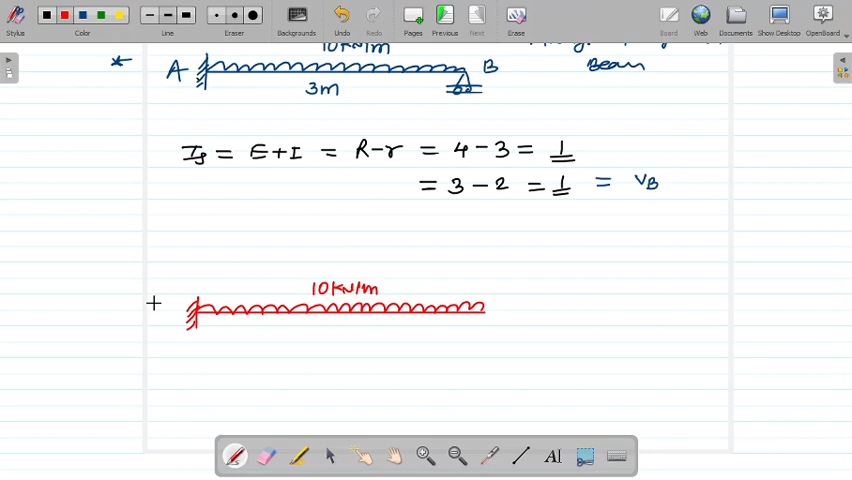 Stylus
Color
Line
Eraser
Backgrounds
Undo
Redo
Pages
Previous
Next
Erase
Board
Web
Documents
Show Desktop
OpenBoard
10kN/m
A
B
Beam
3m
Is = E+I = R-r = 4-3 = 1
= 3-2 = 1 = VB
10kN/m